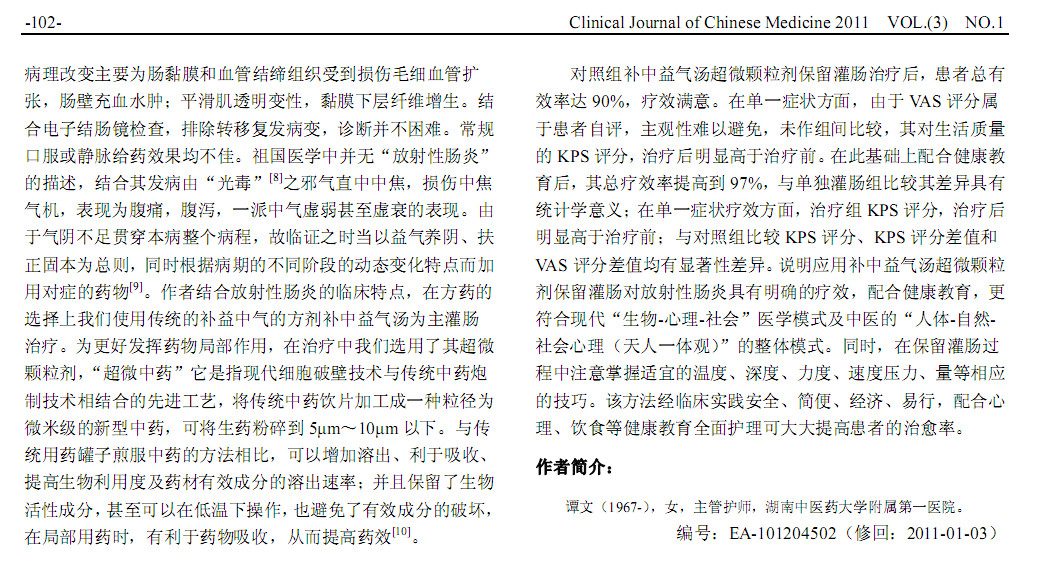 -102-
Clinical Journal of Chinese Medicine 2011 VOL.(3) NO.1
病理改变主要为肠黏膜和血管结缔组织受到损伤毛细血管扩
张，肠壁充血水肿；平滑肌透明变性，黏膜下层纤维增生。结
合电子结肠镜检查，排除转移复发病变，诊断并不困难。常规
口服或静脉给药效果均不佳。祖国医学中并无“放射性肠炎”
的描述，结合其发病由“光毒”[8]之邪气直中中焦，损伤中焦
气机，表现为腹痛，腹泻，一派中气虚弱甚至虚衰的表现。由
于气阴不足贯穿本病整个病程，故临证之时当以益气养阴、扶
正固本为总则，同时根据病期的不同阶段的动态变化特点而加
用对症的药物[9]。作者结合放射性肠炎的临床特点，在方药的
选择上我们使用传统的补益中气的方剂补中益气汤为主灌肠
治疗。为更好发挥药物局部作用，在治疗中我们选用了其超微
颗粒剂，“超微中药”它是指现代细胞破壁技术与传统中药炮
制技术相结合的先进工艺，将传统中药饮片加工成一种粒径为
微米级的新型中药，可将生药粉碎到 5μm～10μm 以下。与传
统用药罐子煎服中药的方法相比，可以增加溶出、利于吸收、
提高生物利用度及药材有效成分的溶出速率；并且保留了生物
活性成分，甚至可以在低温下操作，也避免了有效成分的破坏，
在局部用药时，有利于药物吸收，从而提高药效[10]。
对照组补中益气汤超微颗粒剂保留灌肠治疗后，患者总有
效率达 90%，疗效满意。在单一症状方面，由于 VAS 评分属
于患者自评，主观性难以避免，未作组间比较，其对生活质量
的 KPS 评分，治疗后明显高于治疗前。在此基础上配合健康教
育后，其总疗效率提高到 97%，与单独灌肠组比较其差异具有
统计学意义；在单一症状疗效方面，治疗组 KPS 评分，治疗后
明显高于治疗前；与对照组比较 KPS 评分、KPS 评分差值和
VAS 评分差值均有显著性差异。说明应用补中益气汤超微颗粒
剂保留灌肠对放射性肠炎具有明确的疗效，配合健康教育，更
符合现代“生物-心理-社会”医学模式及中医的“人体-自然-
社会心理（天人一体观）”的整体模式。同时，在保留灌肠过
程中注意掌握适宜的温度、深度、力度、速度压力、量等相应
的技巧。该方法经临床实践安全、简便、经济、易行，配合心
理、饮食等健康教育全面护理可大大提高患者的治愈率。
作者简介：
谭文（1967-），女，主管护师，湖南中医药大学附属第一医院。
编号：EA-101204502（修回：2011-01-03）